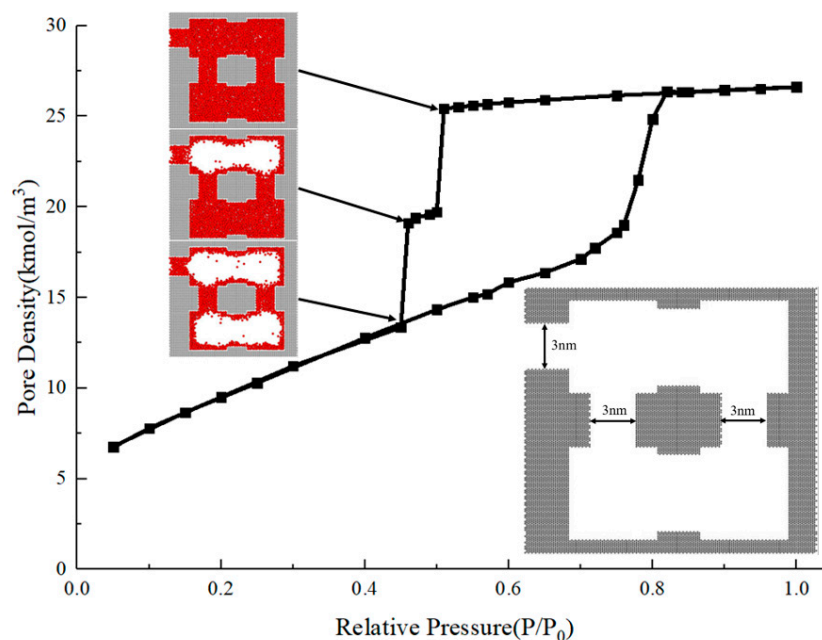 30
25
20
15
10
5
0
Pore Density(kmol/m³)
3nm
3nm
3nm
0.0
0.2
0.4
0.6
0.8
1.0
Relative Pressure(P/P₀)